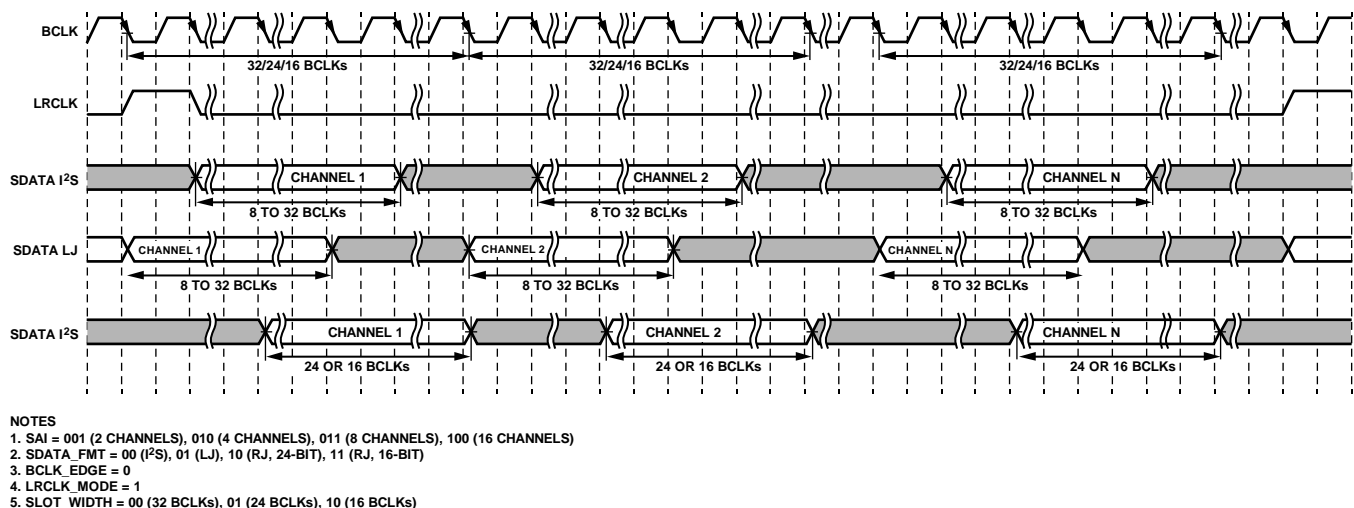 BCLK
32/24/16 BCLKs 32/24/16 BCLKs 32/24/16 BCLKs
LRCLK
SDATA I²S CHANNEL 1 CHANNEL 2 CHANNEL N
8 TO 32 BCLKs 8 TO 32 BCLKs 8 TO 32 BCLKs
SDATA LJ CHANNEL 1 CHANNEL 2 CHANNEL N
8 TO 32 BCLKs 8 TO 32 BCLKs 8 TO 32 BCLKs
SDATA I²S CHANNEL 1 CHANNEL 2 CHANNEL N
24 OR 16 BCLKs 24 OR 16 BCLKs 24 OR 16 BCLKs
NOTES
1. SAI = 001 (2 CHANNELS), 010 (4 CHANNELS), 011 (8 CHANNELS), 100 (16 CHANNELS)
2. SDATA_FMT = 00 (I²S), 01 (LJ), 10 (RJ, 24-BIT), 11 (RJ, 16-BIT)
3. BCLK_EDGE = 0
4. LRCLK_MODE = 1
5. SLOT_WIDTH = 00 (32 BCLKs), 01 (24 BCLKs), 10 (16 BCLKs)